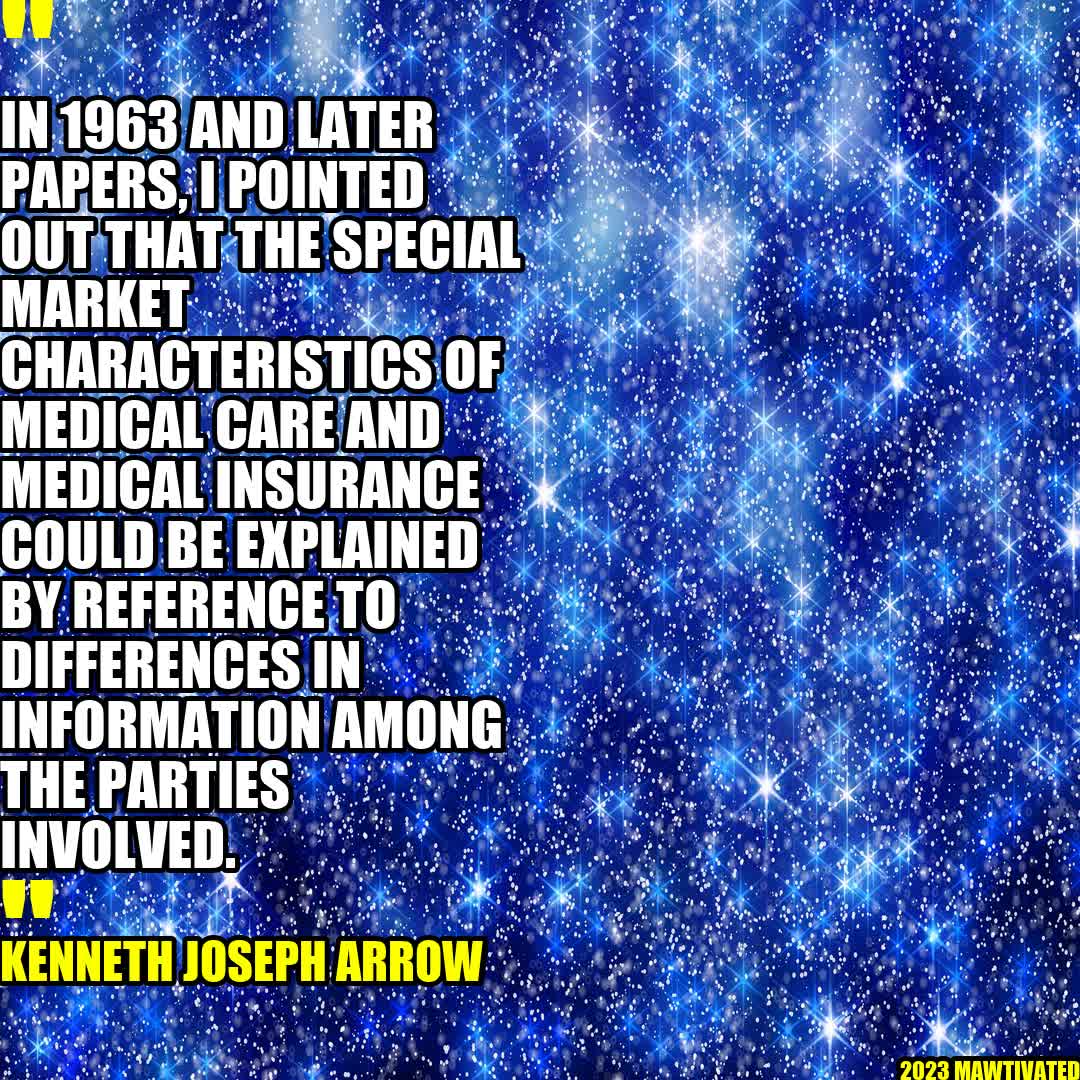 "
IN 1963 AND LATER
PAPERS, I POINTED
OUT THAT THE SPECIAL
MARKET
CHARACTERISTICS OF
MEDICAL CARE AND
MEDICAL INSURANCE
COULD BE EXPLAINED
BY REFERENCE TO
DIFFERENCES IN
INFORMATION AMONG
THE PARTIES
INVOLVED.
"
KENNETH JOSEPH ARROW
2023 MAWTIVATED